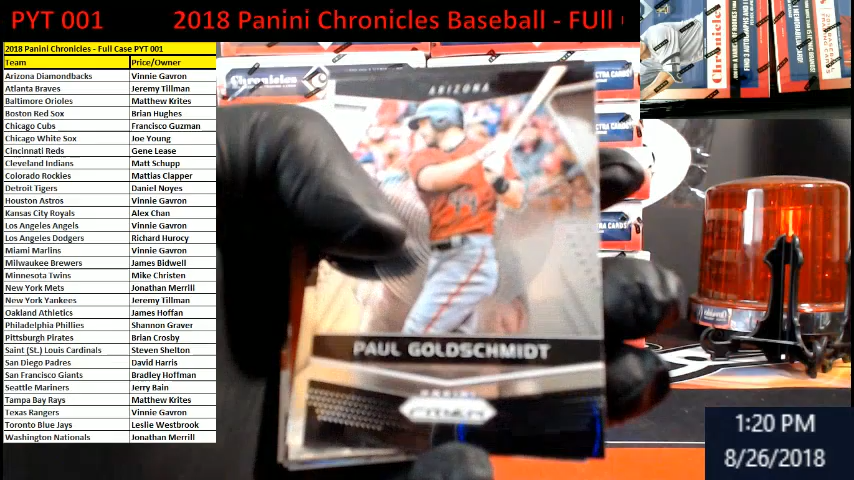 PYT 001
2018 Panini Chronicles Baseball - FUll
2018 Panini Chronicles - Full Case PYT 001
Team Price/Owner
Arizona Diamondbacks Vinnie Gavron
Atlanta Braves Jeremy Tillman
Baltimore Orioles Matthew Krites
Boston Red Sox Brian Hughes
Chicago Cubs Francisco Guzman
Chicago White Sox Joe Young
Cincinnati Reds Gene Lease
Cleveland Indians Matt Schupp
Colorado Rockies Mattias Clapper
Detroit Tigers Daniel Noyes
Houston Astros Vinnie Gavron
Kansas City Royals Alex Chan
Los Angeles Angels Vinnie Gavron
Los Angeles Dodgers Richard Hurocy
Miami Marlins Vinnie Gavron
Milwaukee Brewers James Bidwell
Minnesota Twins Mike Christen
New York Mets Jonathan Merrill
New York Yankees Jeremy Tillman
Oakland Athletics James Hoffan
Philadelphia Phillies Shannon Graver
Pittsburgh Pirates Brian Crosby
Saint (St.) Louis Cardinals Steven Shelton
San Diego Padres David Harris
San Francisco Giants Bradley Hoffman
Seattle Mariners Jerry Bain
Tampa Bay Rays Matthew Krites
Texas Rangers Vinnie Gavron
Toronto Blue Jays Leslie Westbrook
Washington Nationals Jonathan Merrill
Chronicles
ARIZONA
44
PAUL GOLDSCHMIDT
PANINI
PRIZM
Chronicles
1:20 PM
8/26/2018